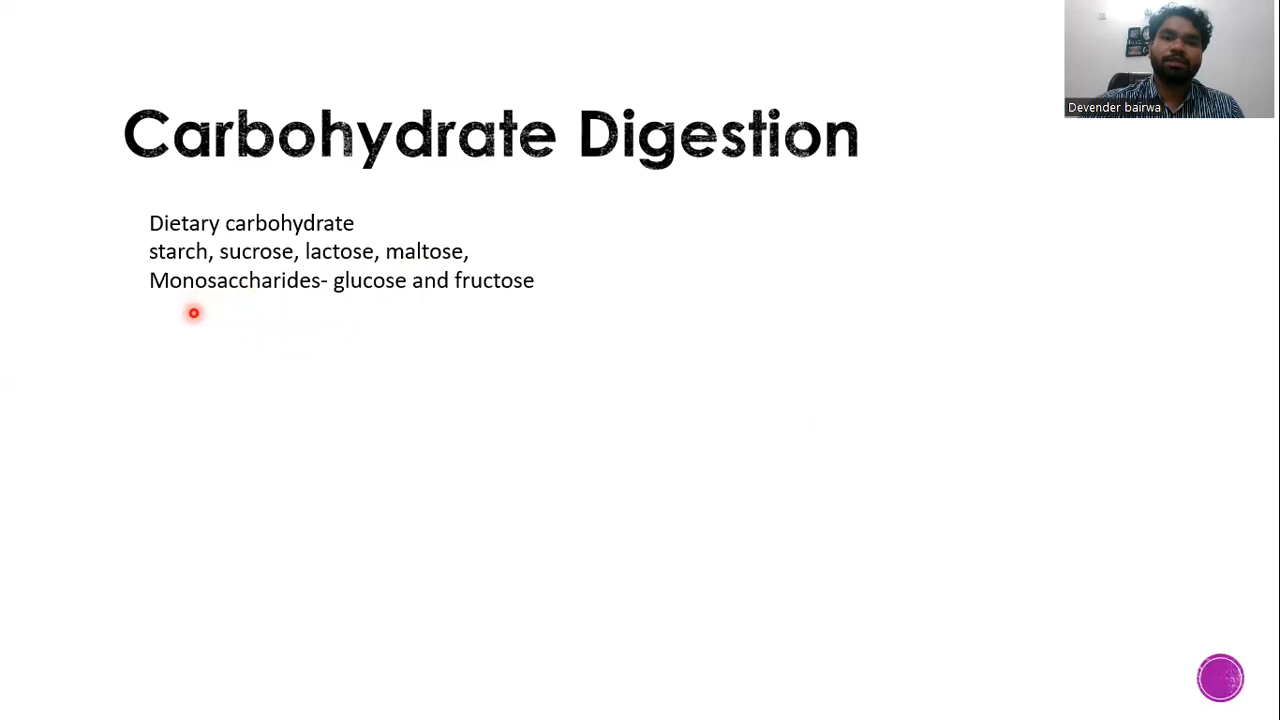 Devender bairwa
Carbohydrate Digestion
Dietary carbohydrate
starch, sucrose, lactose, maltose,
Monosaccharides- glucose and fructose